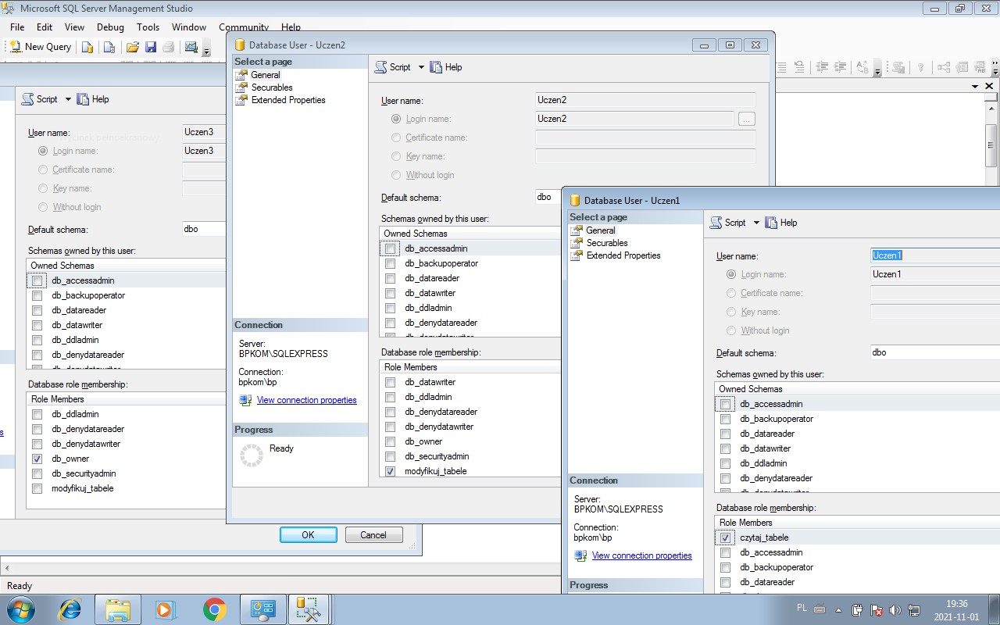 Microsoft SQL Server Management Studio
File Edit View Debug Tools Window Community Help
New Query
Script Help
User name: Uczen3
Login name: Uczen3
Certificate name:
Key name:
Without login
Default schema: dbo
Schemas owned by this user:
Owned Schemas
db_accessadmin
db_backupoperator
db_datareader
db_datawriter
db_ddladmin
db_denydatareader
db_denydatawriter
Database role membership:
Role Members
db_ddladmin
db_denydatareader
db_denydatawriter
db_owner
db_securityadmin
modyfikuj_tabele
OK Cancel
Database User - Uczen2
Select a page
General
Securables
Extended Properties
Script Help
User name: Uczen2
Login name: Uczen2 ...
Certificate name:
Key name:
Without login
Default schema: dbo
Schemas owned by this user:
Owned Schemas
db_accessadmin
db_backupoperator
db_datareader
db_datawriter
db_ddladmin
db_denydatareader
db_denydatawriter
Connection
Server:
BPKOM\SQLEXPRESS
Connection:
bpkom\bp
View connection properties
Progress
Ready
Database role membership:
Role Members
db_datawriter
db_ddladmin
db_denydatareader
db_denydatawriter
db_owner
db_securityadmin
modyfikuj_tabele
Database User - Uczen1
Select a page
General
Securables
Extended Properties
Script Help
User name: Uczen1
Login name: Uczen1
Certificate name:
Key name:
Without login
Default schema: dbo
Schemas owned by this user:
Owned Schemas
db_accessadmin
db_backupoperator
db_datareader
db_datawriter
db_ddladmin
db_denydatareader
db_denydatawriter
Connection
Server:
BPKOM\SQLEXPRESS
Connection:
bpkom\bp
View connection properties
Progress
Database role membership:
Role Members
czytaj_tabele
db_accessadmin
db_backupoperator
db_datareader
Ready
PL
19:36
2021-11-01